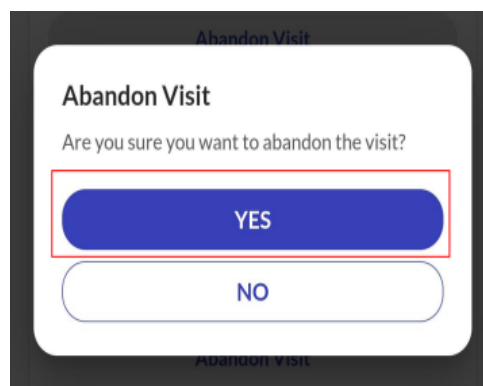 Abandon Visit
Abandon Visit
Are you sure you want to abandon the visit?
YES
NO
Abandon Visit